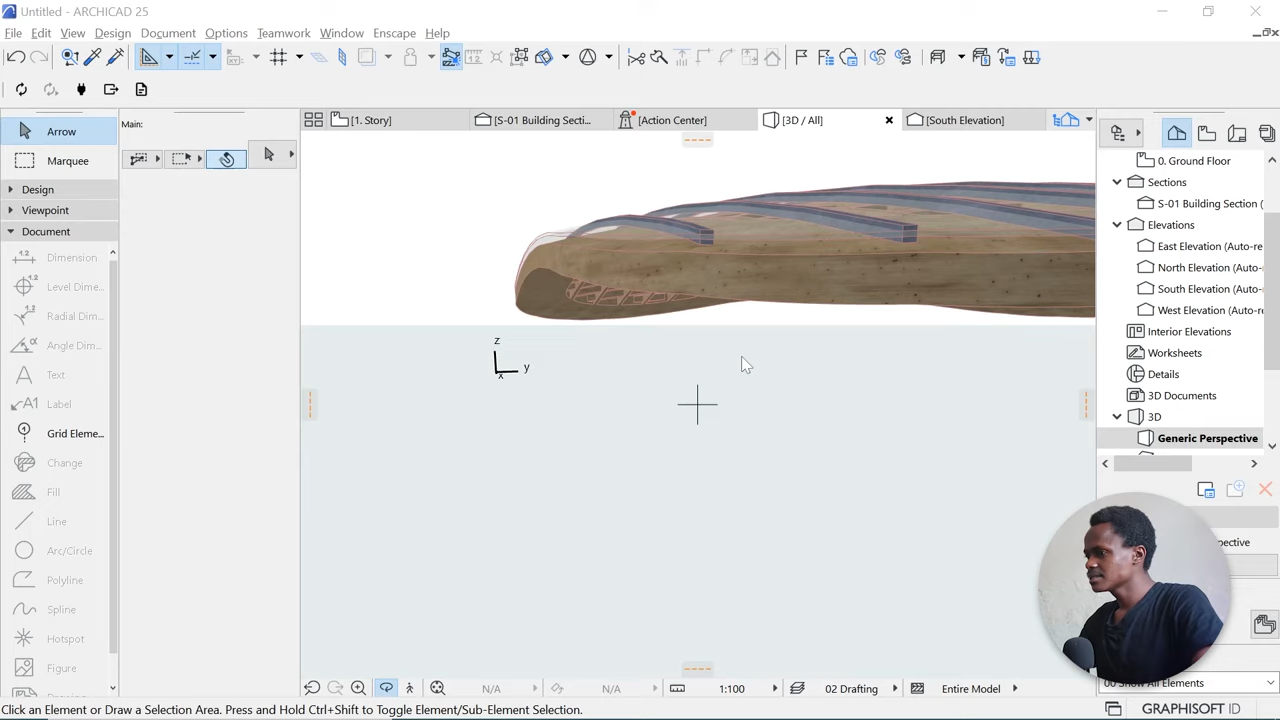 Untitled - ARCHICAD 25
File Edit View Design Document Options Teamwork Window Enscape Help
Arrow
Marquee
Design
Viewpoint
Document
Dimension
Level Dime...
Radial Dim...
Angle Dim...
Text
Label
Grid Eleme...
Change
Fill
Line
Arc/Circle
Polyline
Spline
Hotspot
Figure
Main:
[1. Story]
[S-01 Building Secti...
[Action Center]
[3D / All]
[South Elevation]
z
y
x
0. Ground Floor
Sections
S-01 Building Section (
Elevations
East Elevation (Auto-re
North Elevation (Auto-
South Elevation (Auto-re
West Elevation (Auto-re
Interior Elevations
Worksheets
Details
3D Documents
3D
Generic Perspective
N/A
N/A
1:100
02 Drafting
Entire Model
Click an Element or Draw a Selection Area. Press and Hold Ctrl+Shift to Toggle Element/Sub-Element Selection.
GRAPHISOFT ID